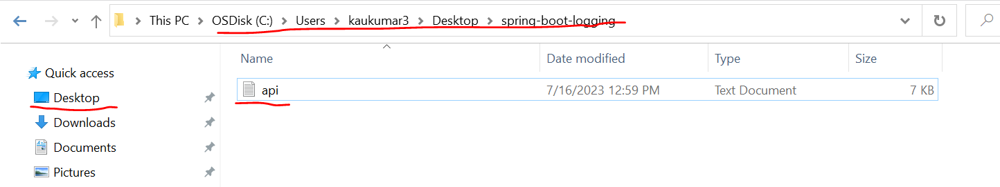 This PC > OSDisk (C:) > Users > kaukumar3 > Desktop > spring-boot-logging
Name Date modified Type Size
Quick access
api 7/16/2023 12:59 PM Text Document 7 KB
Desktop
Downloads
Documents
Pictures